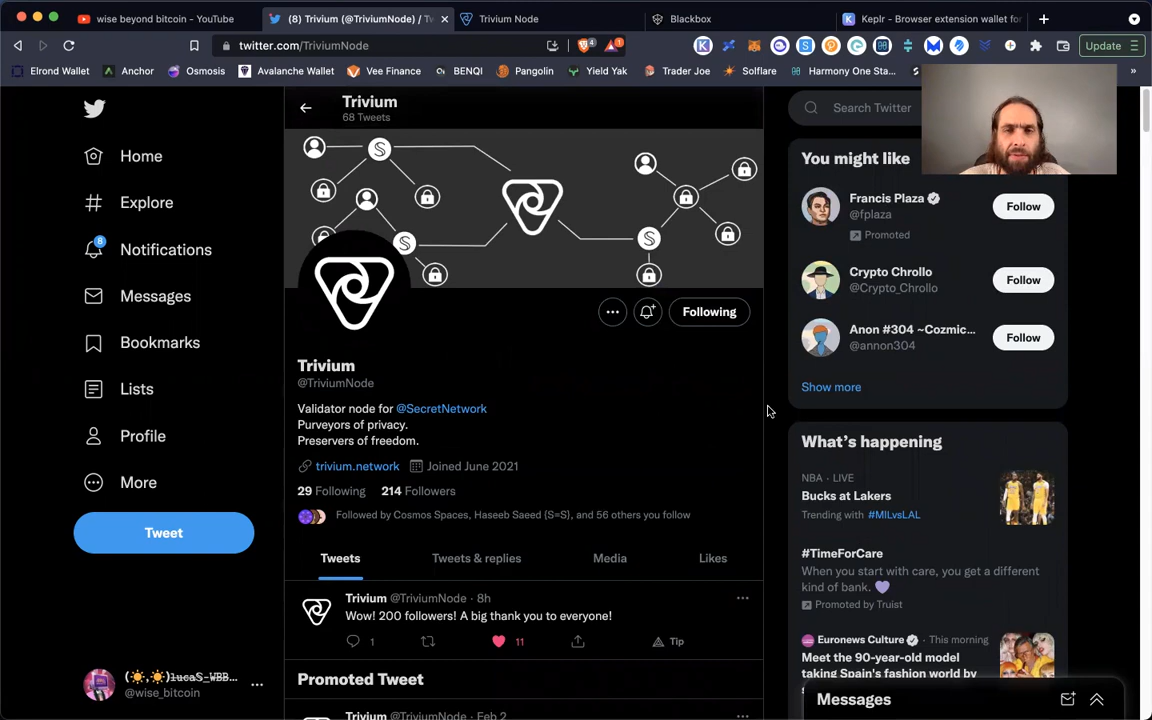 wise beyond bitcoin - YouTube
(8) Trivium (@TriviumNode) / Tw
Trivium Node
Blackbox
Keplr - Browser extension wallet for
twitter.com/TriviumNode
4
1
Update
Elrond Wallet
Anchor
Osmosis
Avalanche Wallet
Vee Finance
BENQI
Pangolin
Yield Yak
Trader Joe
Solflare
Harmony One Sta...
»
Trivium
68 Tweets
Search Twitter
Home
Explore
8
Notifications
Messages
Bookmarks
Lists
Profile
More
Tweet
(☀️,☀️)lucaS_WBB...
@wise_bitcoin
S
S
S
Following
Trivium
@TriviumNode
Validator node for @SecretNetwork
Purveyors of privacy.
Preservers of freedom.
trivium.network
Joined June 2021
29 Following
214 Followers
Followed by Cosmos Spaces, Haseeb Saeed (S=S), and 56 others you follow
Tweets
Tweets & replies
Media
Likes
Trivium @TriviumNode · 8h
Wow! 200 followers! A big thank you to everyone!
1
11
Tip
Promoted Tweet
Trivium @TriviumNode · Feb 2
You might like
Francis Plaza
@fplaza
Follow
Promoted
Crypto Chrollo
@Crypto_Chrollo
Follow
Anon #304 ~Cozmic...
@annon304
Follow
Show more
What's happening
NBA · LIVE
Bucks at Lakers
Trending with #MILvsLAL
#TimeForCare
When you start with care, you get a different
kind of bank. 💜
Promoted by Truist
Euronews Culture · This morning
Meet the 90-year-old model
taking Spain's fashion world by
Messages